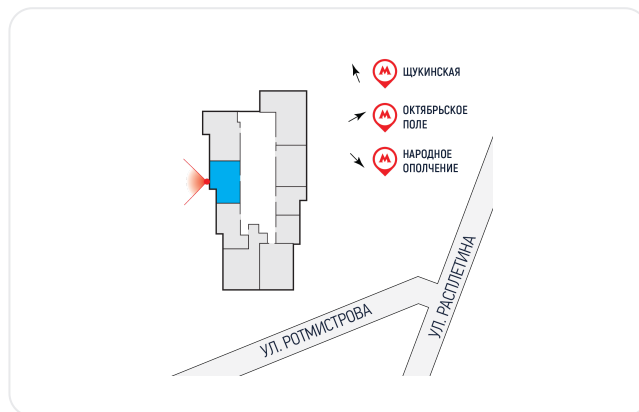 ЩУКИНСКАЯ
ОКТЯБРЬСКОЕ
ПОЛЕ
НАРОДНОЕ
ОПОЛЧЕНИЕ
УЛ. РОТМИСТРОВА
УЛ. РАСПЛЕТИНА